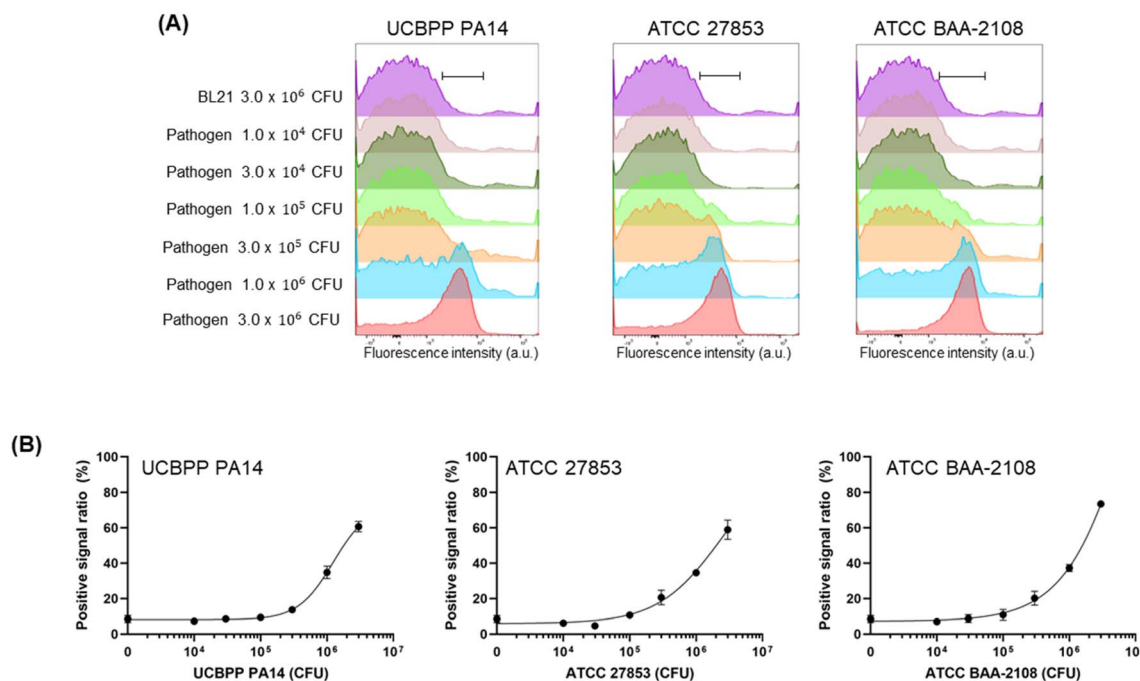 (A)
UCBPP PA14
ATCC 27853
ATCC BAA-2108
BL21 3.0 x 10⁶ CFU
Pathogen 1.0 x 10⁴ CFU
Pathogen 3.0 x 10⁴ CFU
Pathogen 1.0 x 10⁵ CFU
Pathogen 3.0 x 10⁵ CFU
Pathogen 1.0 x 10⁶ CFU
Pathogen 3.0 x 10⁶ CFU
Fluorescence intensity (a.u.)
Fluorescence intensity (a.u.)
Fluorescence intensity (a.u.)
(B)
Positive signal ratio (%)
100
80
60
40
20
0
UCBPP PA14
0 10⁴ 10⁵ 10⁶ 10⁷
UCBPP PA14 (CFU)
Positive signal ratio (%)
100
80
60
40
20
0
ATCC 27853
0 10⁴ 10⁵ 10⁶ 10⁷
ATCC 27853 (CFU)
Positive signal ratio (%)
100
80
60
40
20
0
ATCC BAA-2108
0 10⁴ 10⁵ 10⁶ 10
ATCC BAA-2108 (CFU)